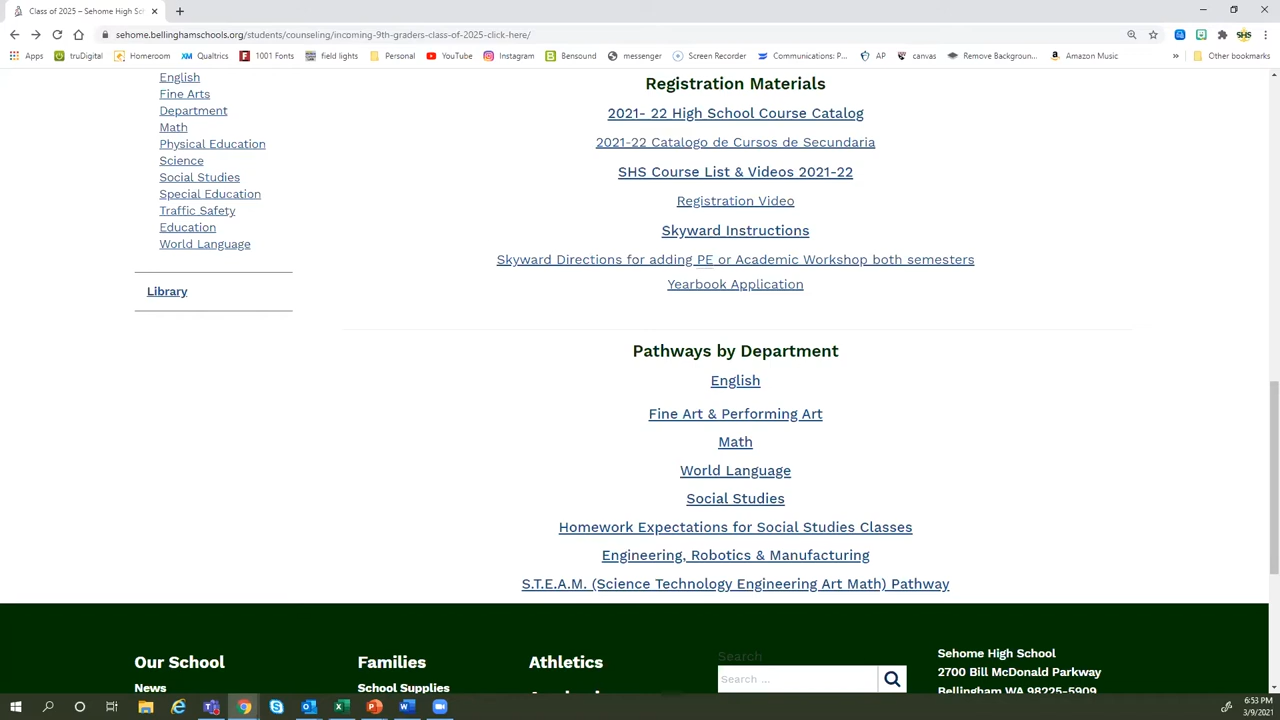 Class of 2025 – Sehome High Sch
sehome.bellinghamschools.org/students/counseling/incoming-9th-graders-class-of-2025-click-here/
Apps
truDigital
Homeroom
Qualtrics
1001 Fonts
field lights
Personal
YouTube
Instagram
Bensound
messenger
Screen Recorder
Communications: P...
AP
canvas
Remove Backgroun...
Amazon Music
»
Other bookmarks
English
Fine Arts
Department
Math
Physical Education
Science
Social Studies
Special Education
Traffic Safety
Education
World Language
Library
Registration Materials
2021- 22 High School Course Catalog
2021-22 Catalogo de Cursos de Secundaria
SHS Course List & Videos 2021-22
Registration Video
Skyward Instructions
Skyward Directions for adding PE or Academic Workshop both semesters
Yearbook Application
Pathways by Department
English
Fine Art & Performing Art
Math
World Language
Social Studies
Homework Expectations for Social Studies Classes
Engineering, Robotics & Manufacturing
S.T.E.A.M. (Science Technology Engineering Art Math) Pathway
Our School
News
Families
School Supplies
Athletics
Search
Search ...
Sehome High School
2700 Bill McDonald Parkway
Bellingham WA 98225-5909
6:53 PM
3/9/2021